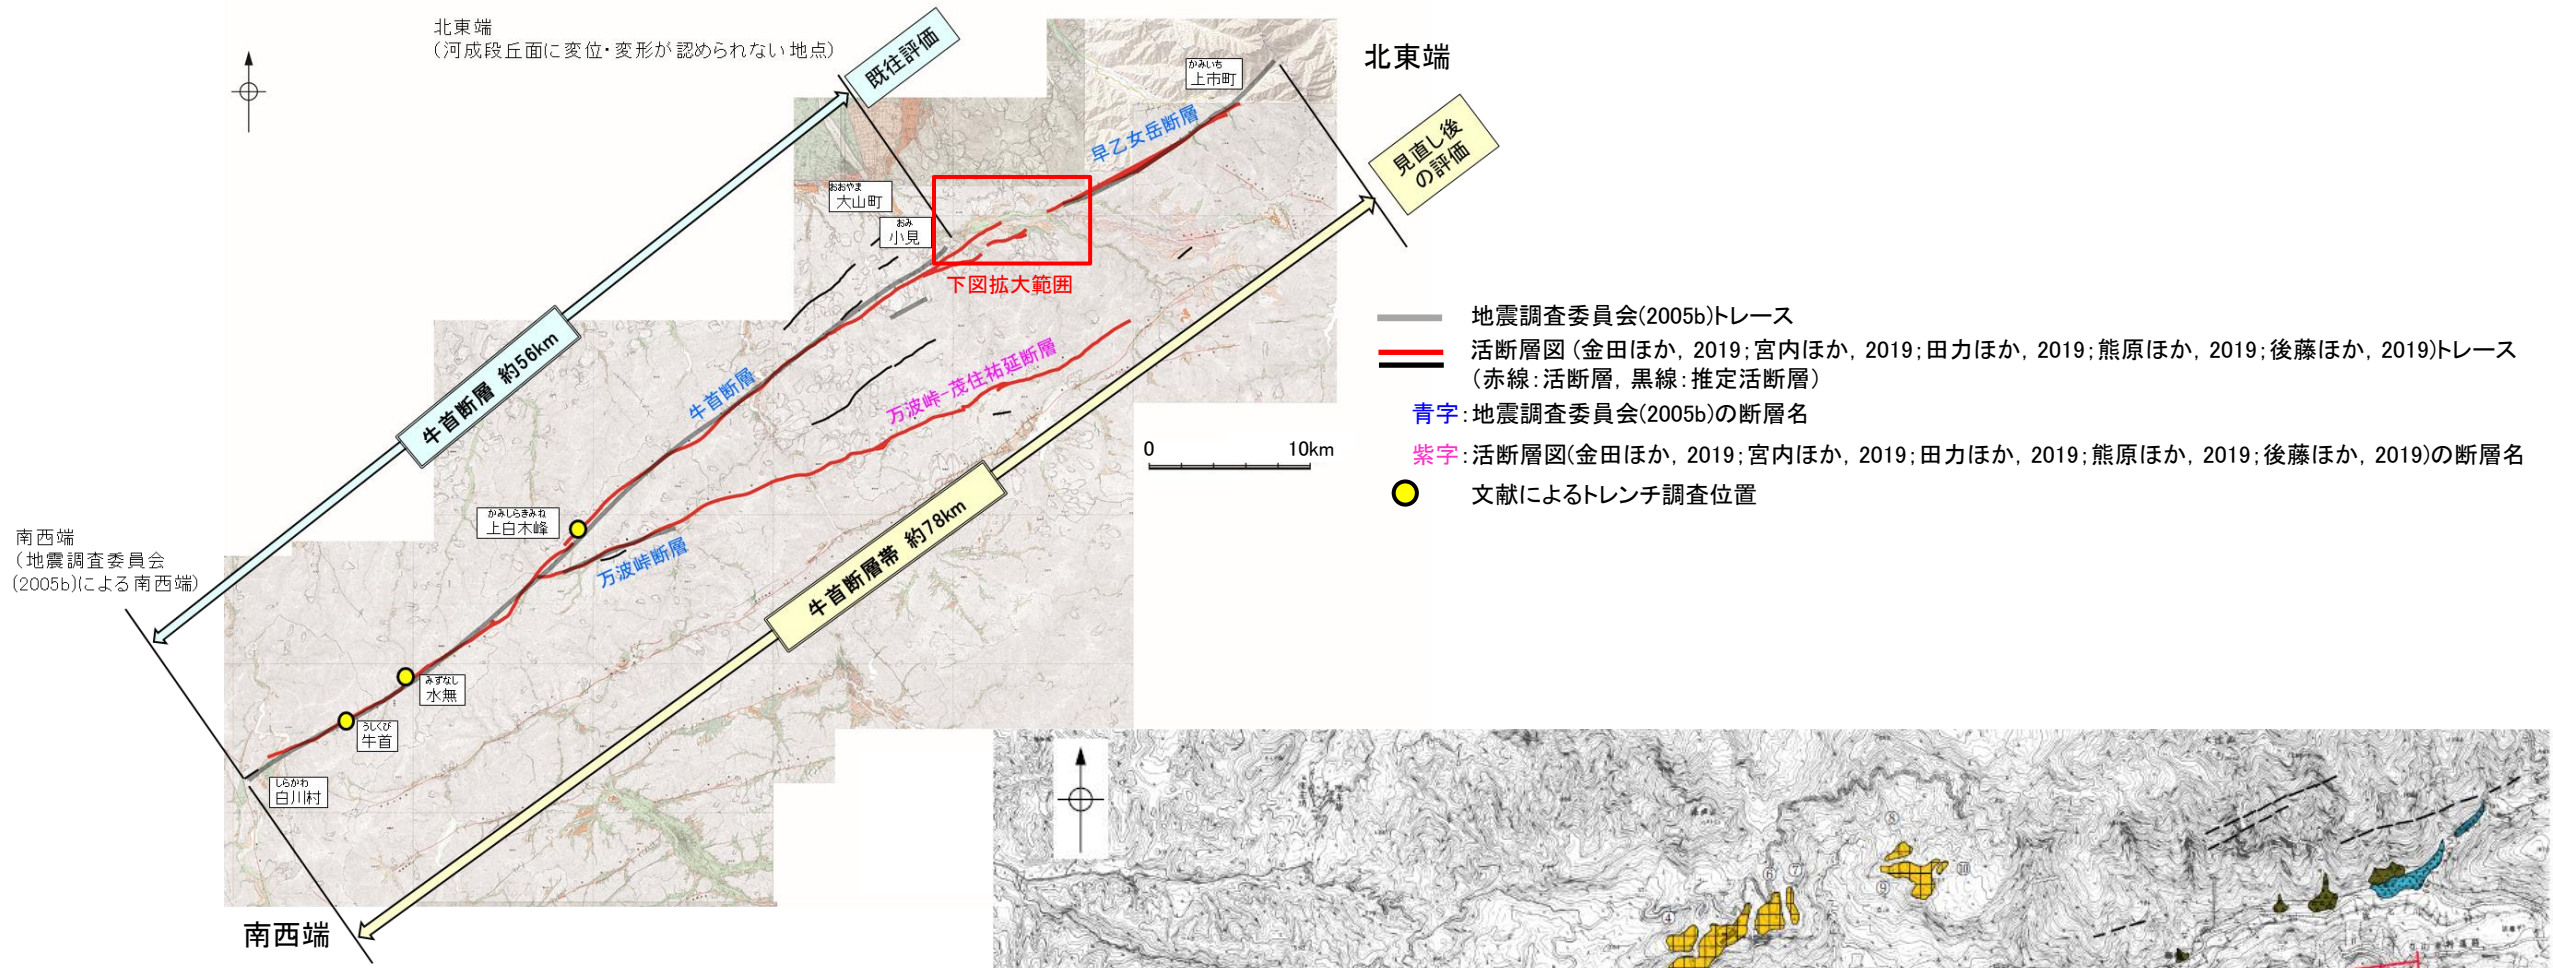 北東端
（河成段丘面に変位・変形が認められない地点）
既往評価
北東端
かみいち
上市町
早乙女岳断層
見直し後
の評価
おおやま
大山町
おみ
小見
下図拡大範囲
地震調査委員会(2005b)トレース
活断層図（金田ほか, 2019；宮内ほか, 2019；田力ほか, 2019；熊原ほか, 2019；後藤ほか, 2019)トレース
（赤線：活断層, 黒線：推定活断層）
青字：地震調査委員会(2005b)の断層名
紫字：活断層図(金田ほか, 2019；宮内ほか, 2019；田力ほか, 2019；熊原ほか, 2019；後藤ほか, 2019)の断層名
文献によるトレンチ調査位置
牛首断層 約56km
牛首断層
万波峠-茂住祐延断層
0 10km
かみしらきみね
上白木峰
万波峠断層
牛首断層帯 約78km
南西端
（地震調査委員会
(2005b)による南西端）
みずなし
水無
うしくび
牛首
しらかわ
白川村
南西端
⑧
⑨
⑩
⑥
⑦
④